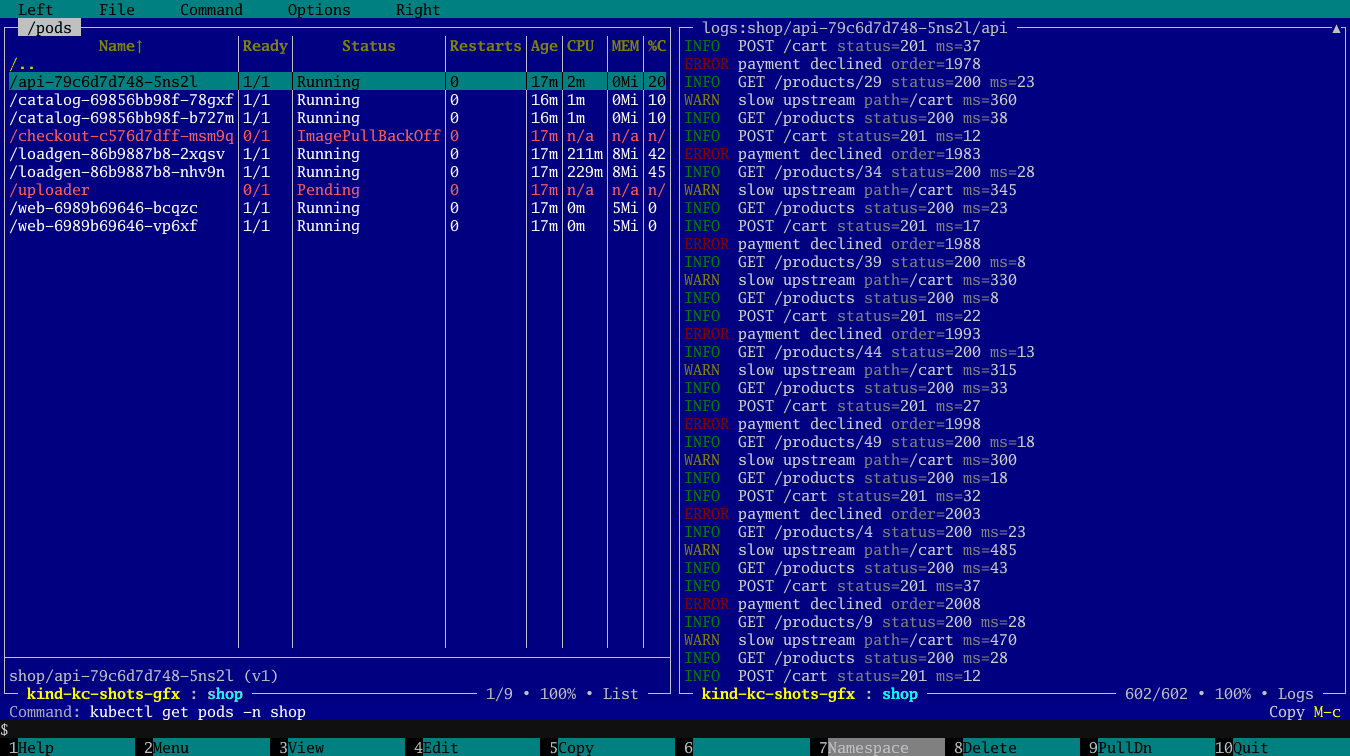 Left File Command Options Right
/pods
Name↑ Ready Status Restarts Age CPU MEM %C
/..
/api-79c6d7d748-5ns2l 1/1 Running 0 17m 2m 0Mi 20
/catalog-69856bb98f-78gxf 1/1 Running 0 16m 1m 0Mi 10
/catalog-69856bb98f-b727m 1/1 Running 0 16m 1m 0Mi 10
/checkout-c576d7dff-msm9q 0/1 ImagePullBackOff 0 17m n/a n/a n/
/loadgen-86b9887b8-2xqsv 1/1 Running 0 17m 211m 8Mi 42
/loadgen-86b9887b8-nhv9n 1/1 Running 0 17m 229m 8Mi 45
/uploader 0/1 Pending 0 17m n/a n/a n/
/web-6989b69646-bcqzc 1/1 Running 0 17m 0m 5Mi 0
/web-6989b69646-vp6xf 1/1 Running 0 17m 0m 5Mi 0
shop/api-79c6d7d748-5ns2l (v1)
kind-kc-shots-gfx : shop 1/9 • 100% • List
logs:shop/api-79c6d7d748-5ns2l/api ▲
INFO POST /cart status=201 ms=37
ERROR payment declined order=1978
INFO GET /products/29 status=200 ms=23
WARN slow upstream path=/cart ms=360
INFO GET /products status=200 ms=38
INFO POST /cart status=201 ms=12
ERROR payment declined order=1983
INFO GET /products/34 status=200 ms=28
WARN slow upstream path=/cart ms=345
INFO GET /products status=200 ms=23
INFO POST /cart status=201 ms=17
ERROR payment declined order=1988
INFO GET /products/39 status=200 ms=8
WARN slow upstream path=/cart ms=330
INFO GET /products status=200 ms=8
INFO POST /cart status=201 ms=22
ERROR payment declined order=1993
INFO GET /products/44 status=200 ms=13
WARN slow upstream path=/cart ms=315
INFO GET /products status=200 ms=33
INFO POST /cart status=201 ms=27
ERROR payment declined order=1998
INFO GET /products/49 status=200 ms=18
WARN slow upstream path=/cart ms=300
INFO GET /products status=200 ms=18
INFO POST /cart status=201 ms=32
ERROR payment declined order=2003
INFO GET /products/4 status=200 ms=23
WARN slow upstream path=/cart ms=485
INFO GET /products status=200 ms=43
INFO POST /cart status=201 ms=37
ERROR payment declined order=2008
INFO GET /products/9 status=200 ms=28
WARN slow upstream path=/cart ms=470
INFO GET /products status=200 ms=28
INFO POST /cart status=201 ms=12
kind-kc-shots-gfx : shop 602/602 • 100% • Logs
Command: kubectl get pods -n shop Copy M-c
$
1Help 2Menu 3View 4Edit 5Copy 6 7Namespace 8Delete 9PullDn 10Quit